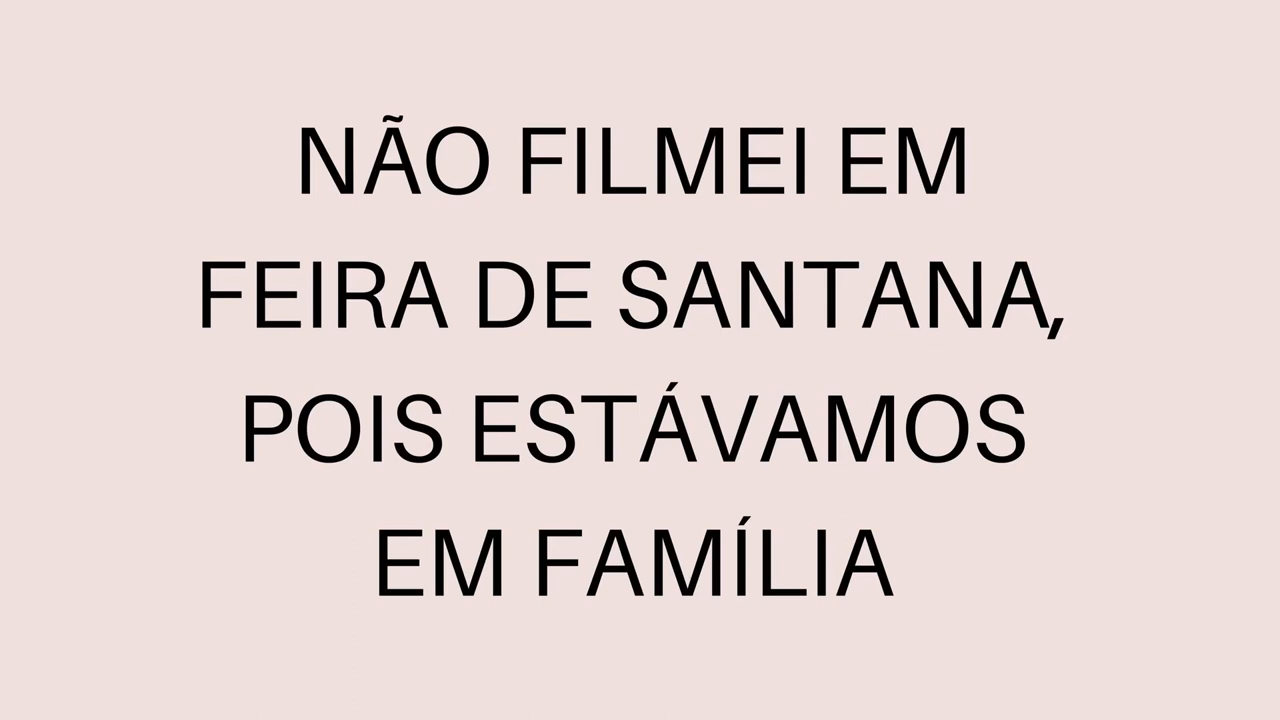 NÃO FILMEI EM
FEIRA DE SANTANA,
POIS ESTÁVAMOS
EM FAMÍLIA